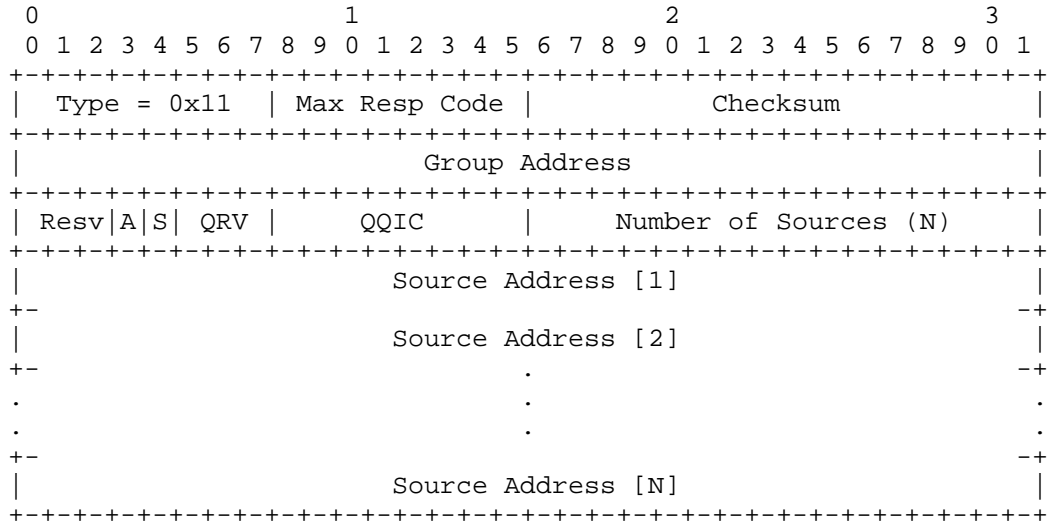 0                   1                   2                   3
 0 1 2 3 4 5 6 7 8 9 0 1 2 3 4 5 6 7 8 9 0 1 2 3 4 5 6 7 8 9 0 1
+-+-+-+-+-+-+-+-+-+-+-+-+-+-+-+-+-+-+-+-+-+-+-+-+-+-+-+-+-+-+-+-+
|  Type = 0x11  | Max Resp Code |           Checksum            |
+-+-+-+-+-+-+-+-+-+-+-+-+-+-+-+-+-+-+-+-+-+-+-+-+-+-+-+-+-+-+-+-+
|                         Group Address                         |
+-+-+-+-+-+-+-+-+-+-+-+-+-+-+-+-+-+-+-+-+-+-+-+-+-+-+-+-+-+-+-+-+
| Resv|A|S| QRV |     QQIC      |     Number of Sources (N)     |
+-+-+-+-+-+-+-+-+-+-+-+-+-+-+-+-+-+-+-+-+-+-+-+-+-+-+-+-+-+-+-+-+
|                       Source Address [1]                      |
+-                                                             -+
|                       Source Address [2]                      |
+-                              .                              -+
.                               .                               .
.                               .                               .
+-                                                             -+
|                       Source Address [N]                      |
+-+-+-+-+-+-+-+-+-+-+-+-+-+-+-+-+-+-+-+-+-+-+-+-+-+-+-+-+-+-+-+-+